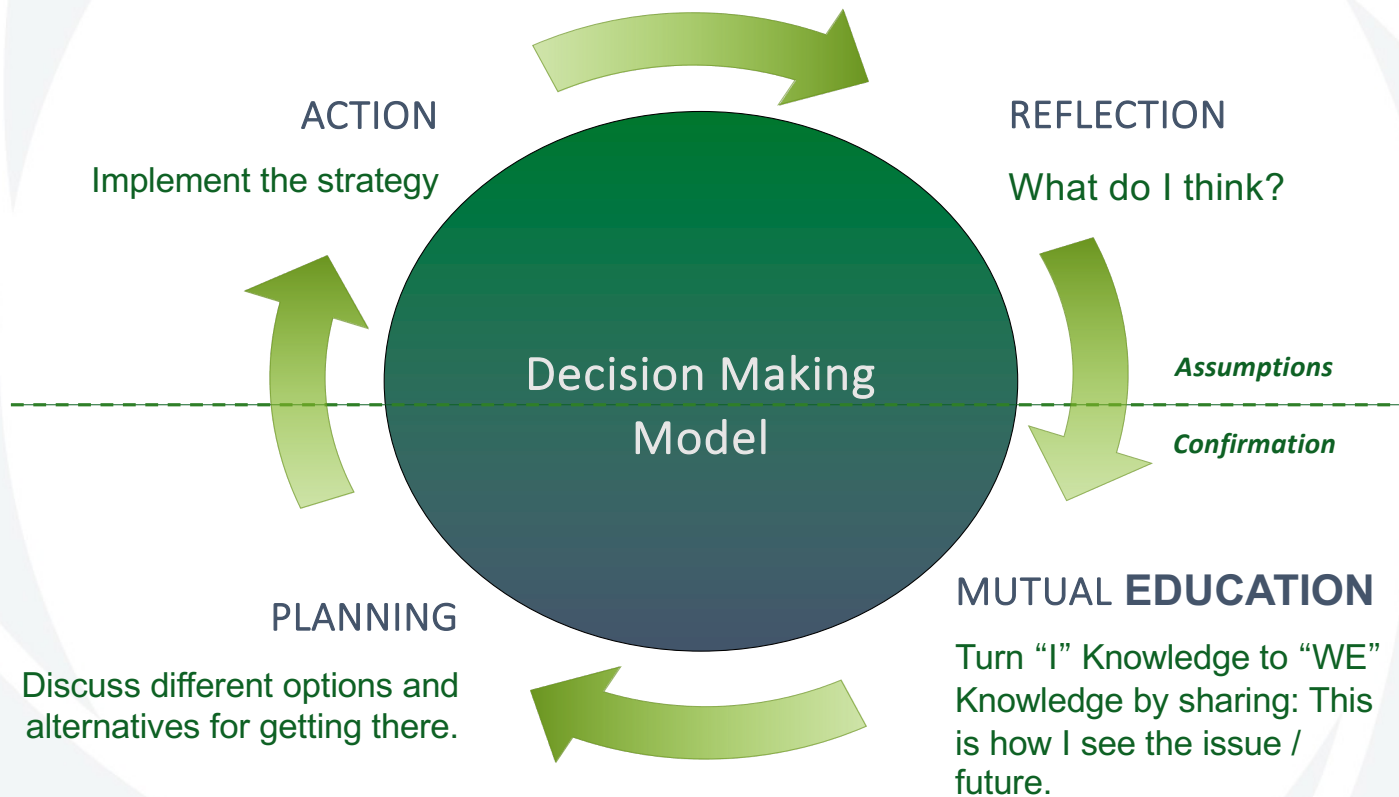 ACTION
Implement the strategy
REFLECTION
What do I think?
Assumptions
Confirmation
Decision Making
Model
MUTUAL EDUCATION
Turn “I” Knowledge to “WE”
Knowledge by sharing: This
is how I see the issue /
future.
PLANNING
Discuss different options and
alternatives for getting there.